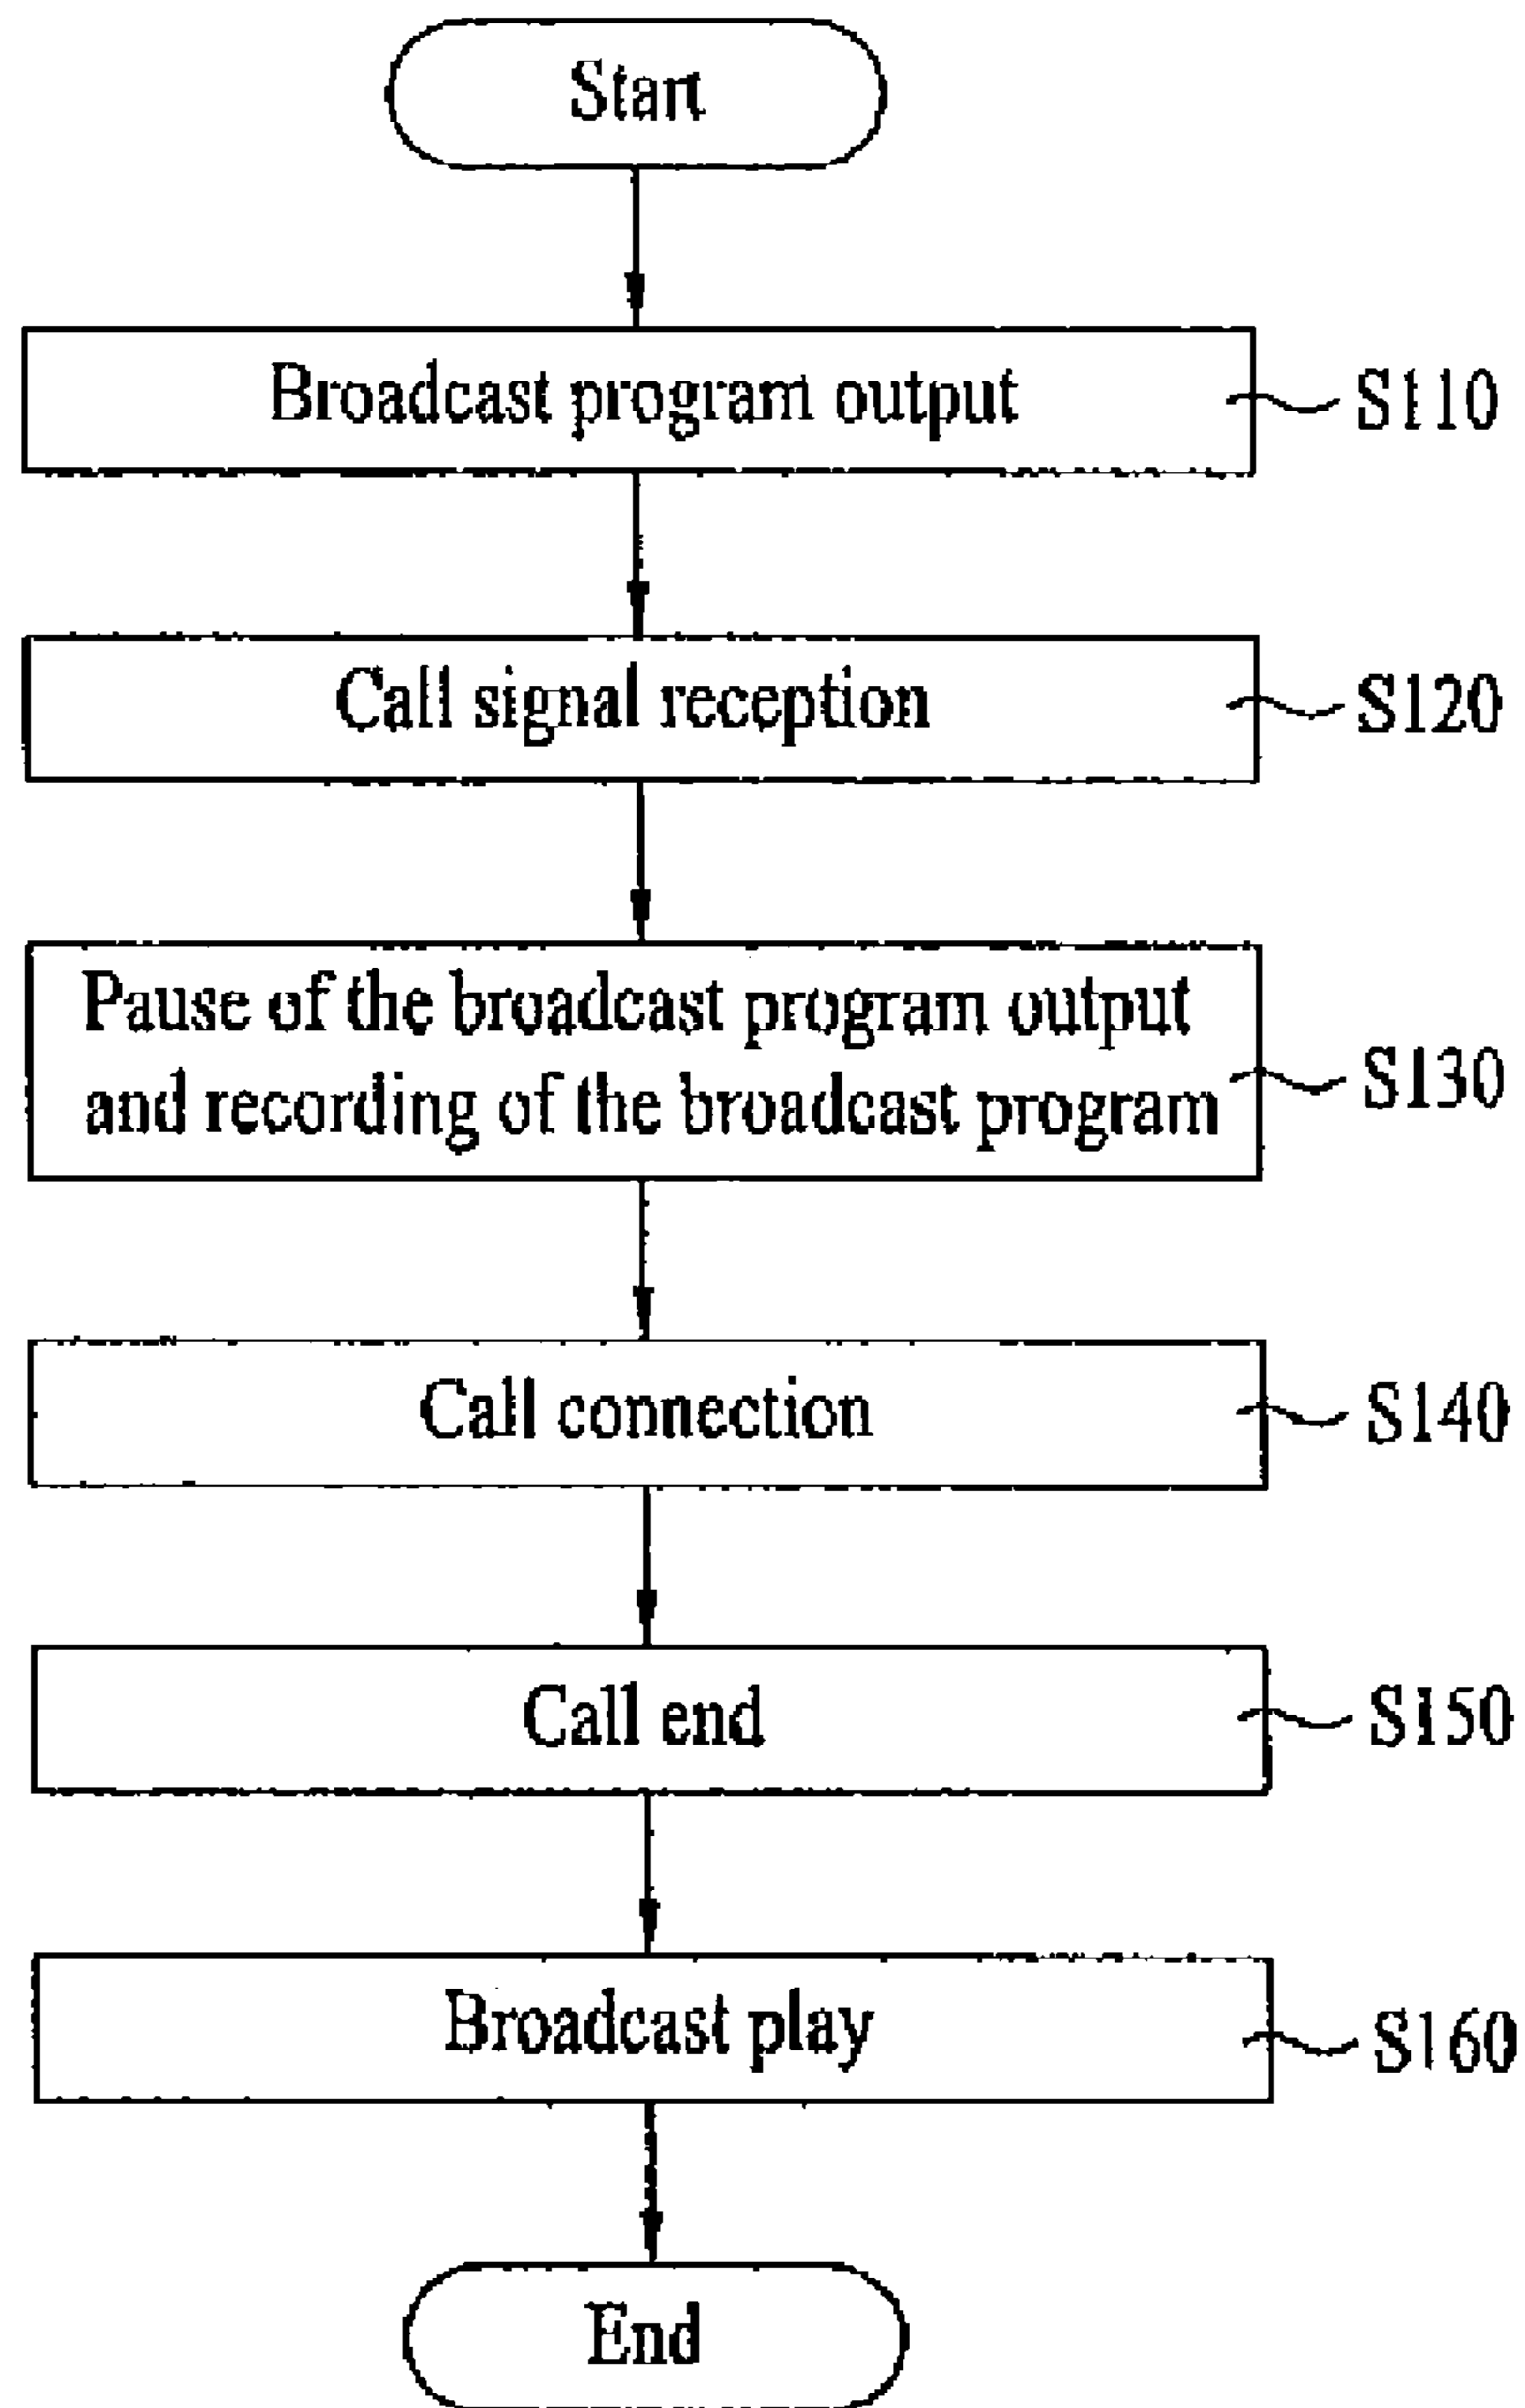 Start
Broadcast program output
S110
Call signal reception
S120
Pause of the broadcast program output
and recording of the broadcast program
S130
Call connection
S140
Call end
S150
Broadcast play
S160
End